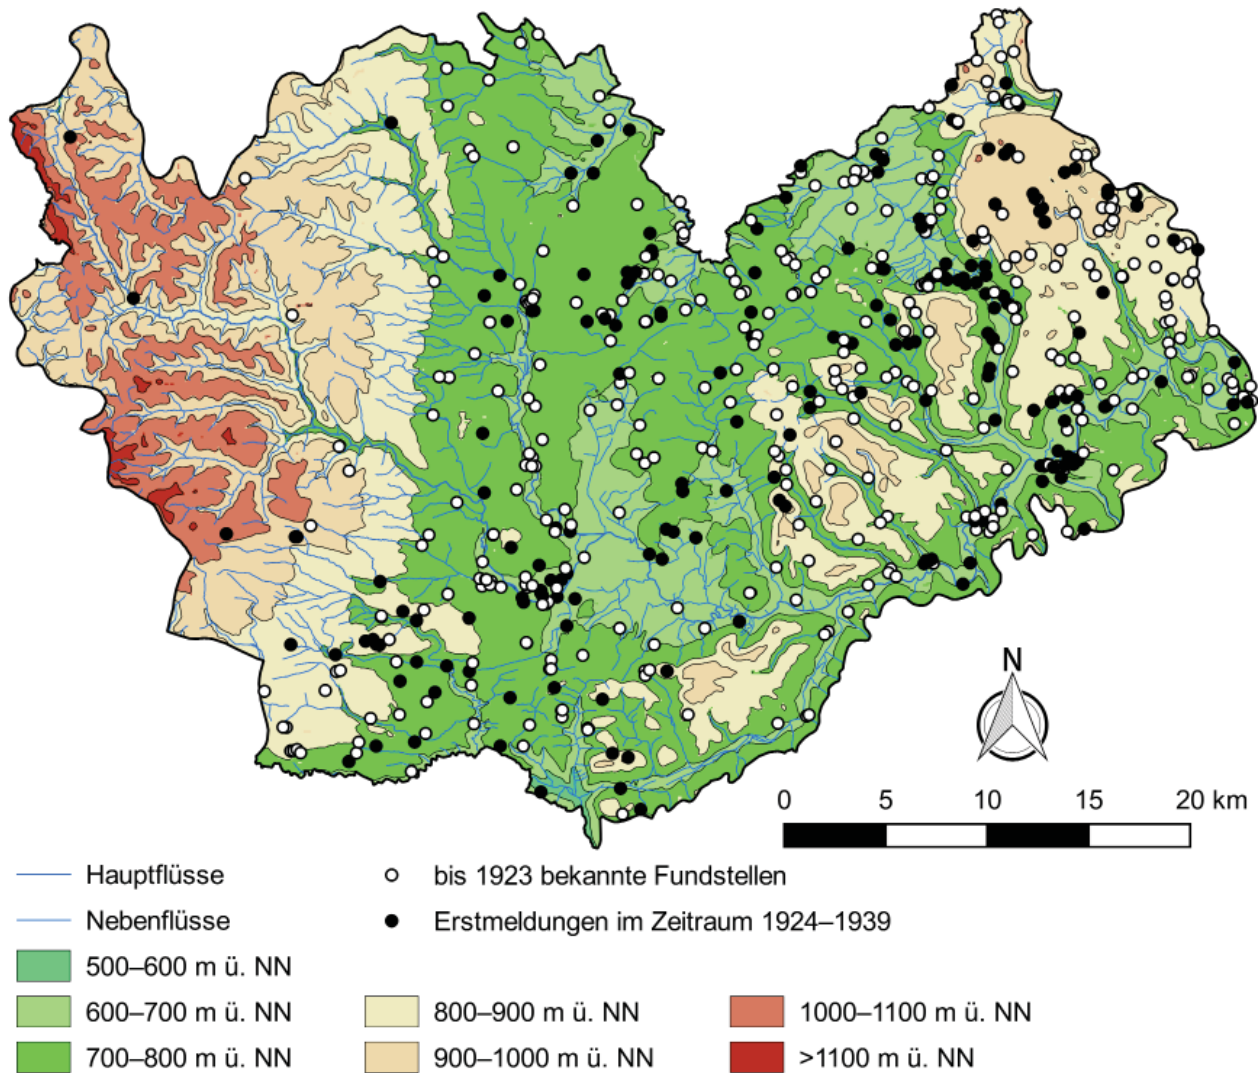 N
0 5 10 15 20 km
Hauptflüsse
bis 1923 bekannte Fundstellen
Nebenflüsse
Erstmeldungen im Zeitraum 1924–1939
500–600 m ü. NN
600–700 m ü. NN
800–900 m ü. NN
1000–1100 m ü. NN
700–800 m ü. NN
900–1000 m ü. NN
>1100 m ü. NN